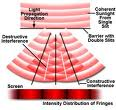 Light
Propagation
Direction
Coherent
Sunlight
From
Single
Slit
Destructive
Interference
Barrier with
Double Slits
Screen
Constructive
Interference
Intensity Distribution of Fringes